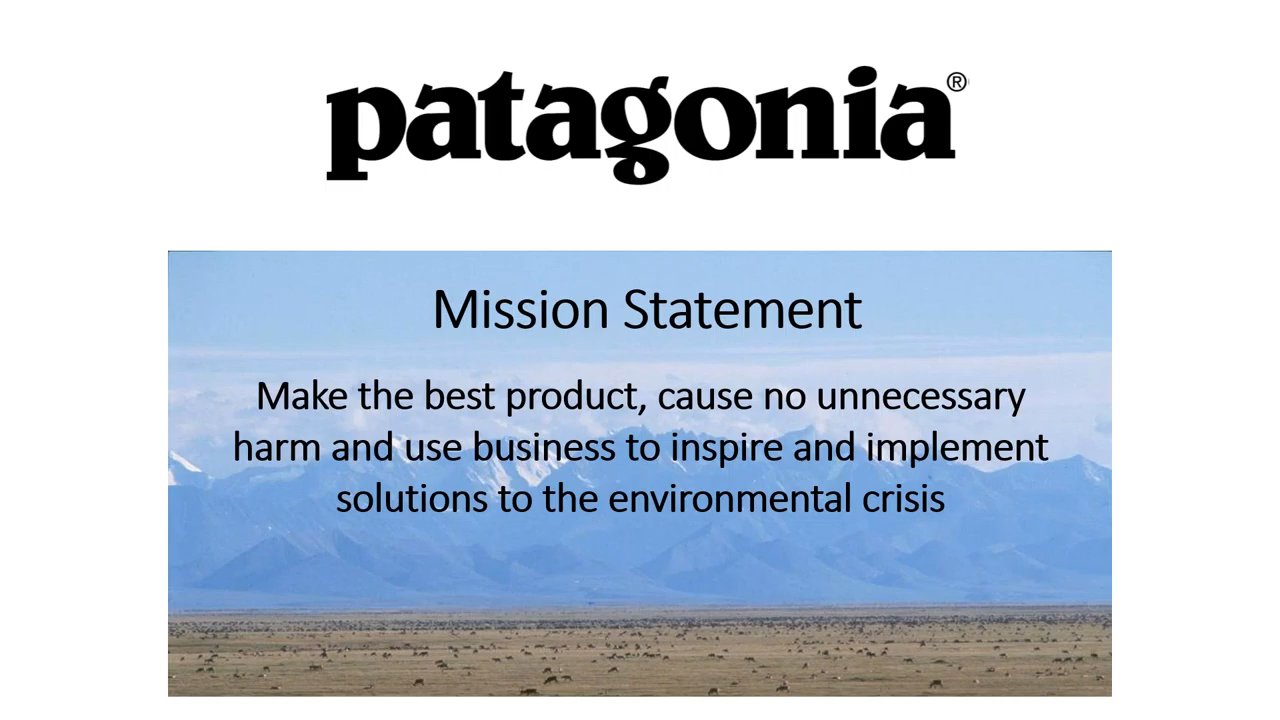 patagonia®
Mission Statement
Make the best product, cause no unnecessary
harm and use business to inspire and implement
solutions to the environmental crisis